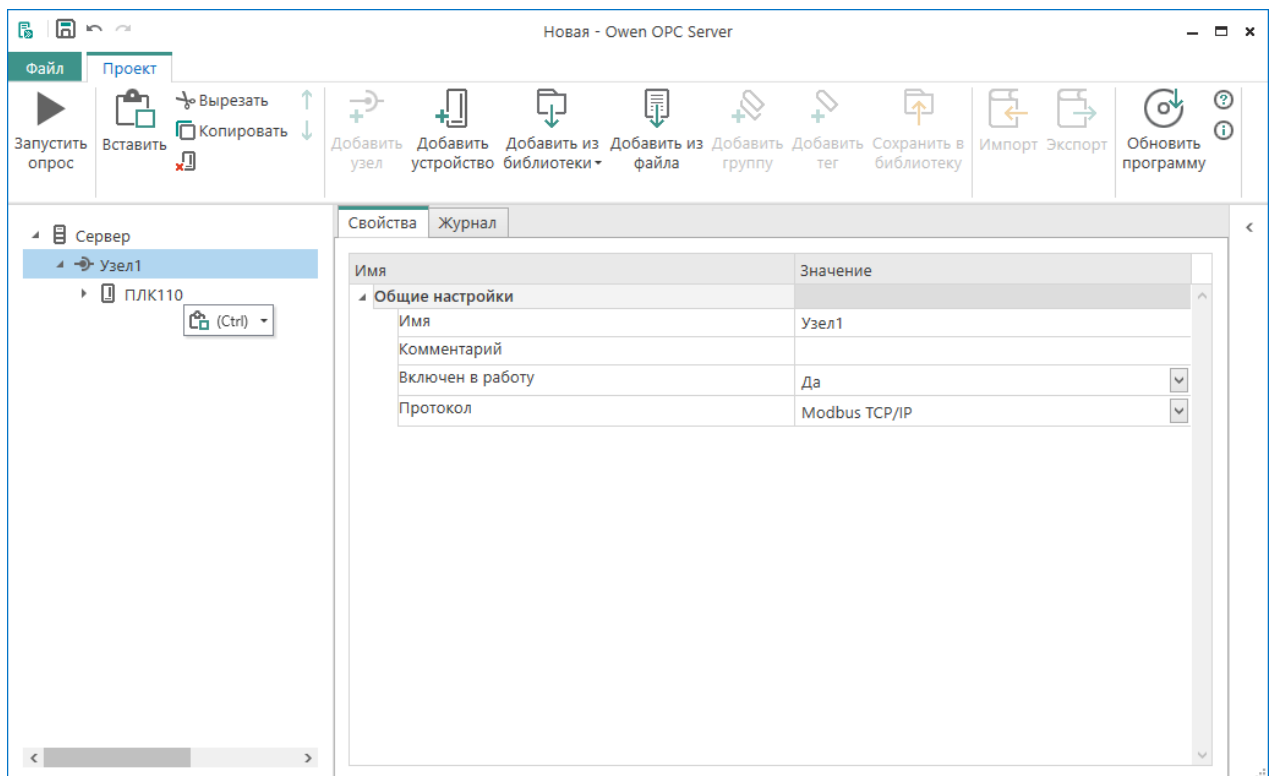 Новая - Owen OPC Server
Файл
Проект
Запустить опрос
Вставить
Вырезать
Копировать
Добавить узел
Добавить устройство
Добавить из библиотеки
Добавить из файла
Добавить группу
Добавить тег
Сохранить в библиотеку
Импорт
Экспорт
Обновить программу
Сервер
Узел1
ПЛК110
(Ctrl)
Свойства
Журнал
Имя Значение
Общие настройки
Имя Узел1
Комментарий
Включен в работу Да
Протокол Modbus TCP/IP